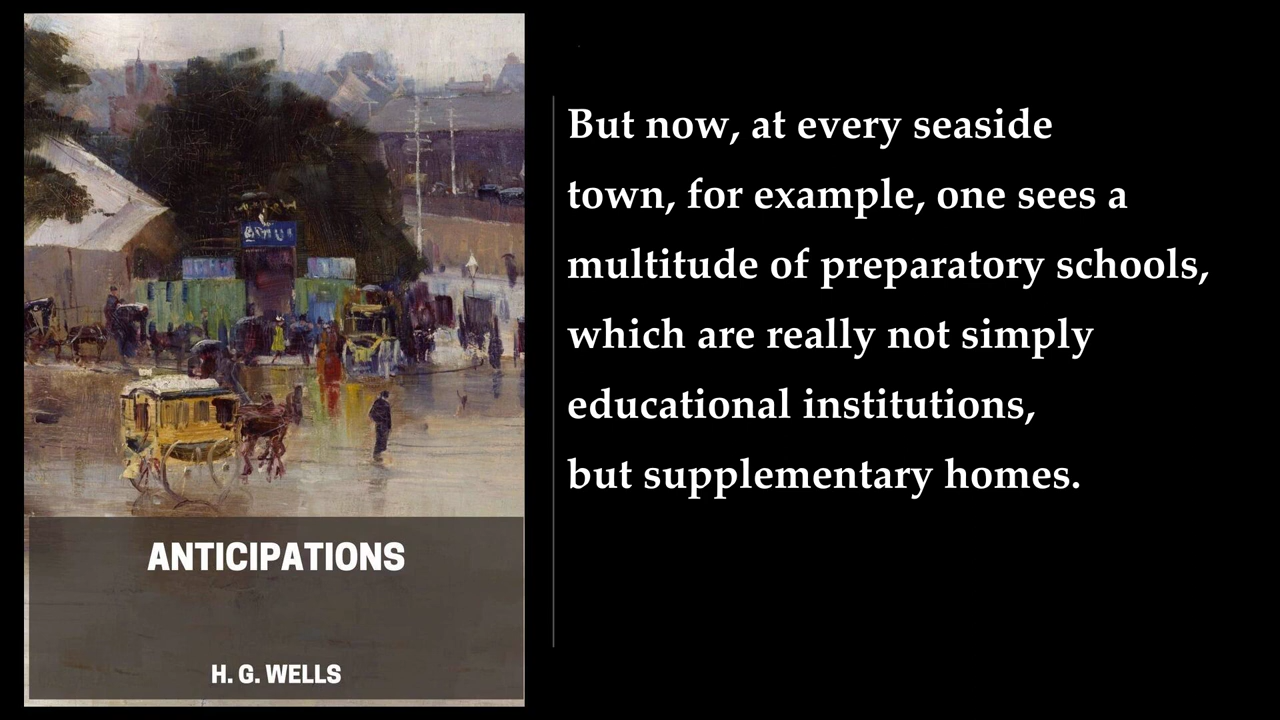 ANTICIPATIONS
H. G. WELLS
But now, at every seaside
town, for example, one sees a
multitude of preparatory schools,
which are really not simply
educational institutions,
but supplementary homes.